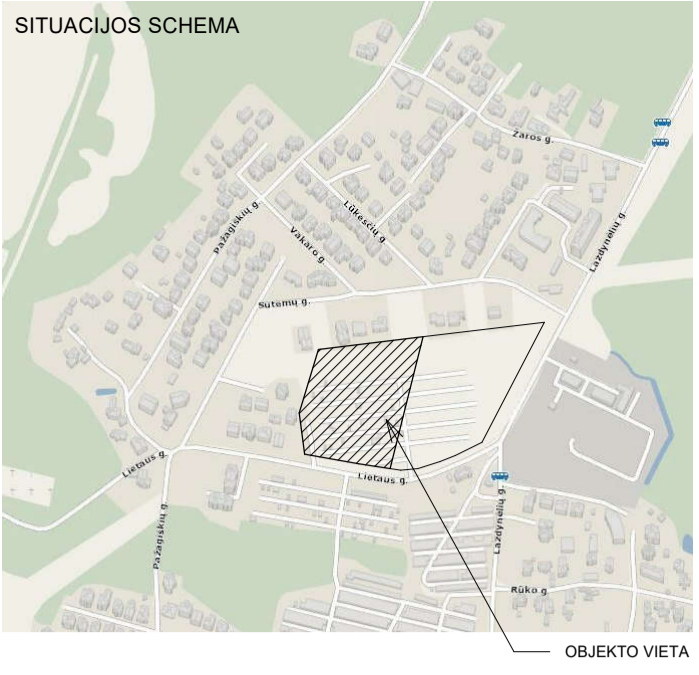 SITUACIJOS SCHEMA
Žaros g.
Lūkesčių g.
Pažagiškių g.
Vakaro g.
Lazdynėlių g.
Sutemų g.
Lietaus g.
Lietaus g.
Pažagiškių g.
Lazdynėlių g.
Rūko g.
OBJEKTO VIETA